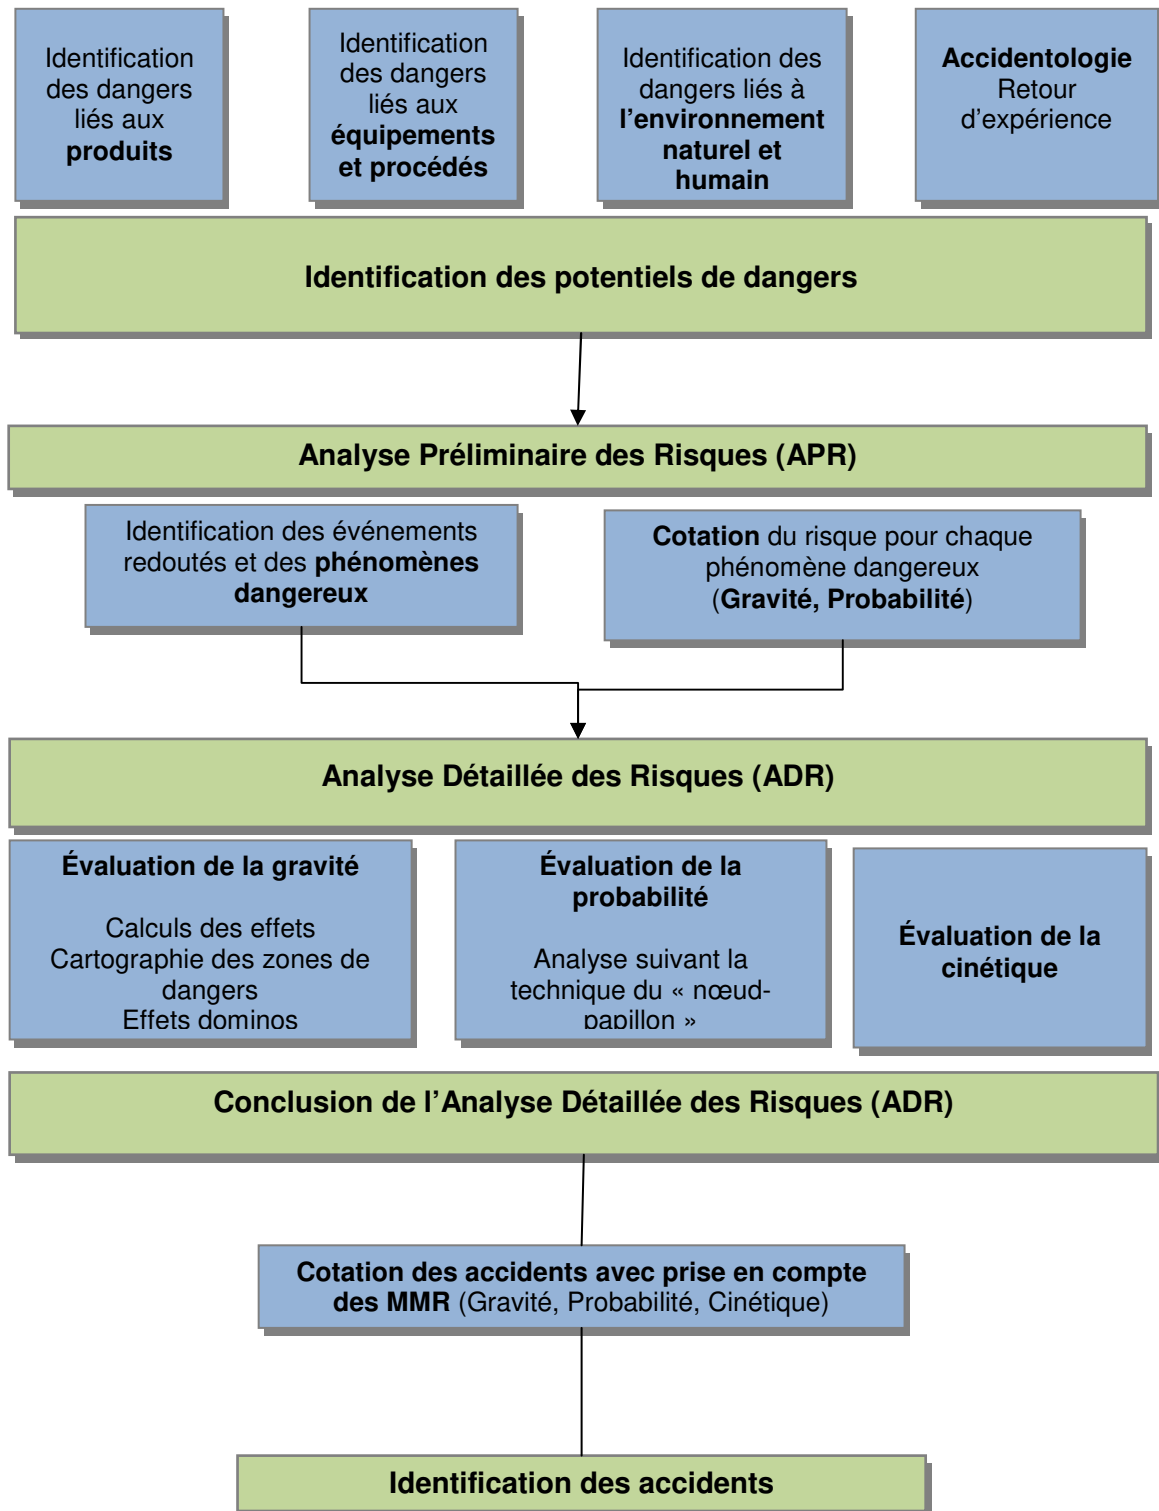 Identification
des dangers
liés aux
produits
Identification
des dangers
liés aux
équipements
et procédés
Identification des
dangers liés à
l'environnement
naturel et
humain
Accidentologie
Retour
d'expérience
Identification des potentiels de dangers
Analyse Préliminaire des Risques (APR)
Identification des événements
redoutés et des phénomènes
dangereux
Cotation du risque pour chaque
phénomène dangereux
(Gravité, Probabilité)
Analyse Détaillée des Risques (ADR)
Évaluation de la gravité
Calculs des effets
Cartographie des zones de
dangers
Effets dominos
Évaluation de la
probabilité
Analyse suivant la
technique du « nœud-
papillon »
Évaluation de la
cinétique
Conclusion de l'Analyse Détaillée des Risques (ADR)
Cotation des accidents avec prise en compte
des MMR (Gravité, Probabilité, Cinétique)
Identification des accidents